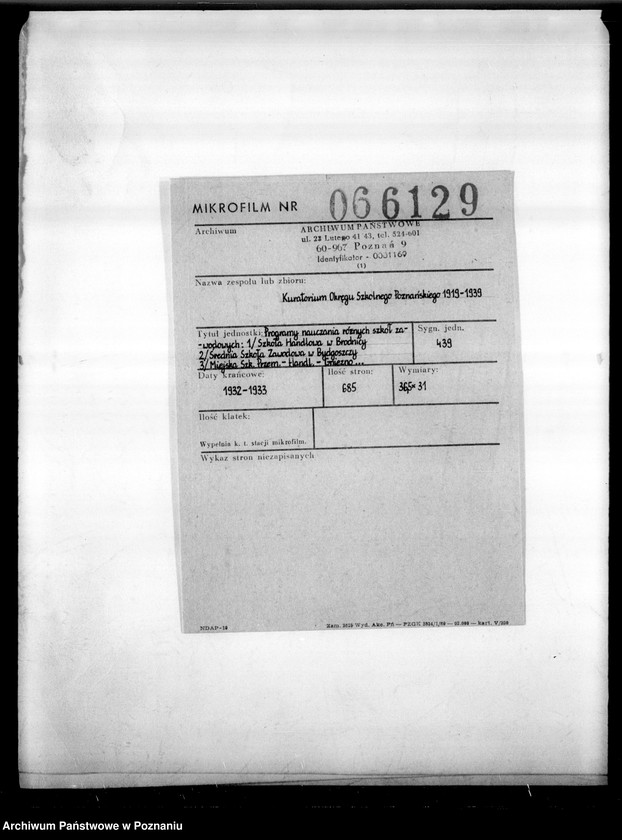 MIKROFILM NR 066129
Archiwum
ARCHIWUM PAŃSTWOWE
ul. 23 Lutego 41 43, tel. 524-601
60-967 Poznań 9
Identyfikator - 0031160
(1)
Nazwa zespołu lub zbioru:
Kuratorium Okręgu Szkolnego Poznańskiego 1919-1939
Tytuł jednostki: Programy nauczania różnych szkół za-
-wodowych: 1/ Szkoła Handlowa w Brodnicy
2/ Średnia Szkoła Zawodowa w Bydgoszczy
3/ Miejska Szk. Przem.-Handl. - Gniezno...
Sygn. jedn.
439
Daty krańcowe:
1932-1933
Ilość stron:
685
Wymiary:
36,5 × 31
Ilość klatek:
Wypełnia k. t. stacji mikrofilm.
Wykaz stron niezapisanych
NDAP-18
Archiwum Państwowe w Poznaniu